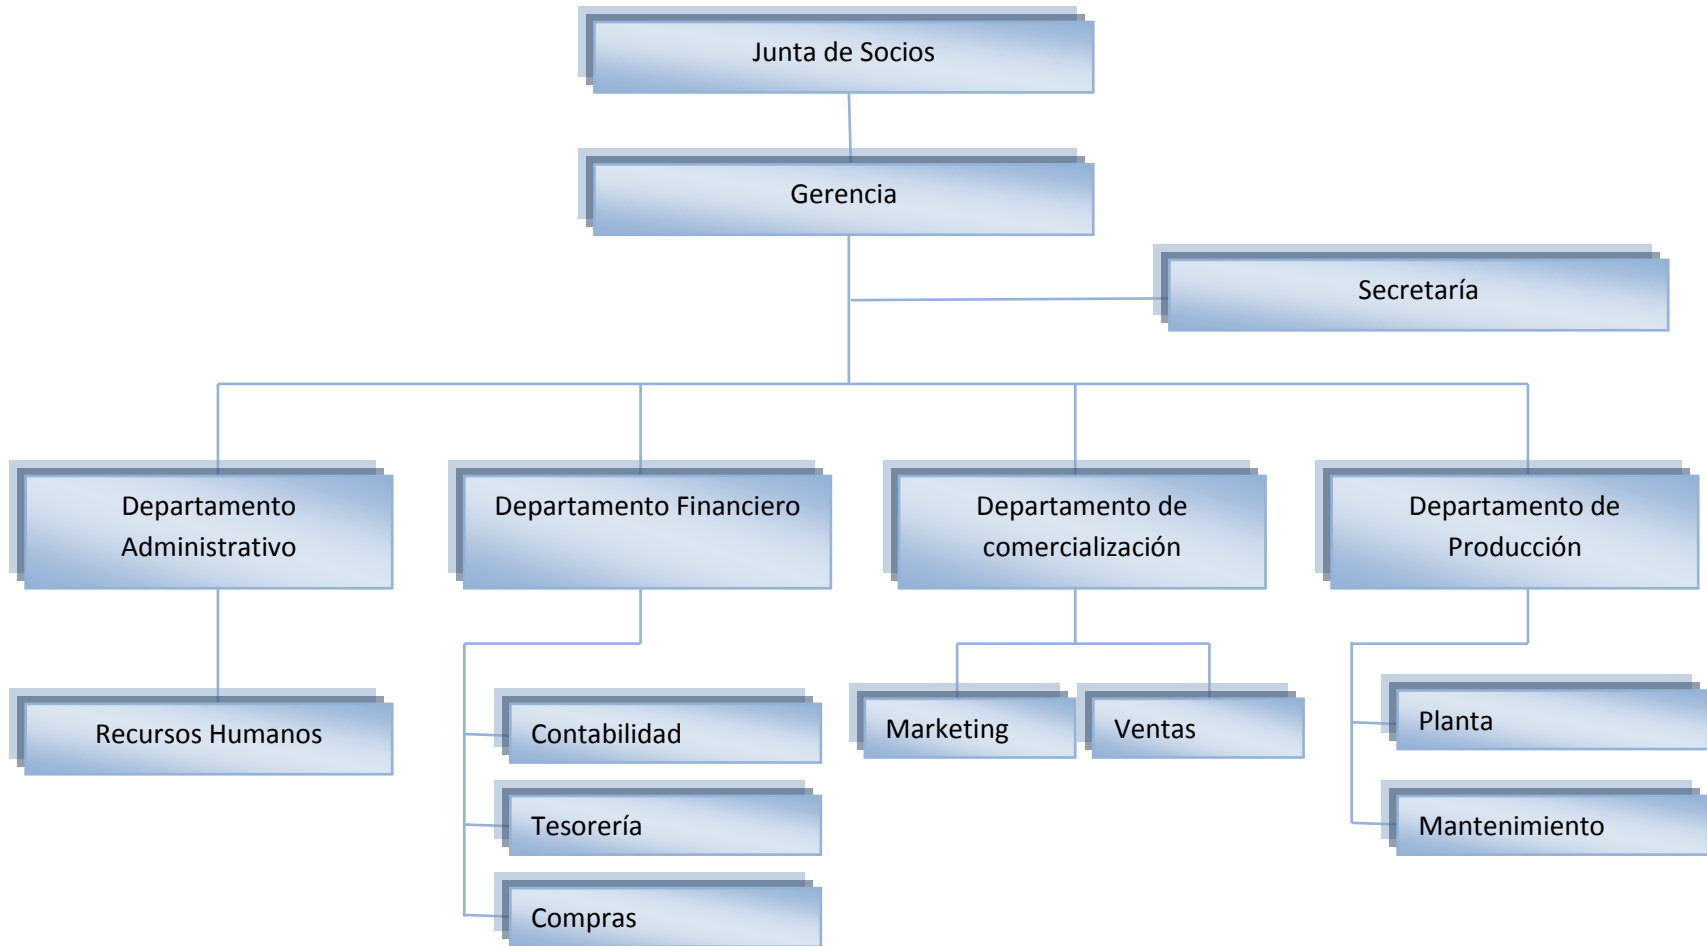 Junta de Socios
Gerencia
Secretaría
Departamento
Administrativo
Departamento Financiero
Departamento de
comercialización
Departamento de
Producción
Recursos Humanos
Contabilidad
Tesorería
Compras
Marketing
Ventas
Planta
Mantenimiento